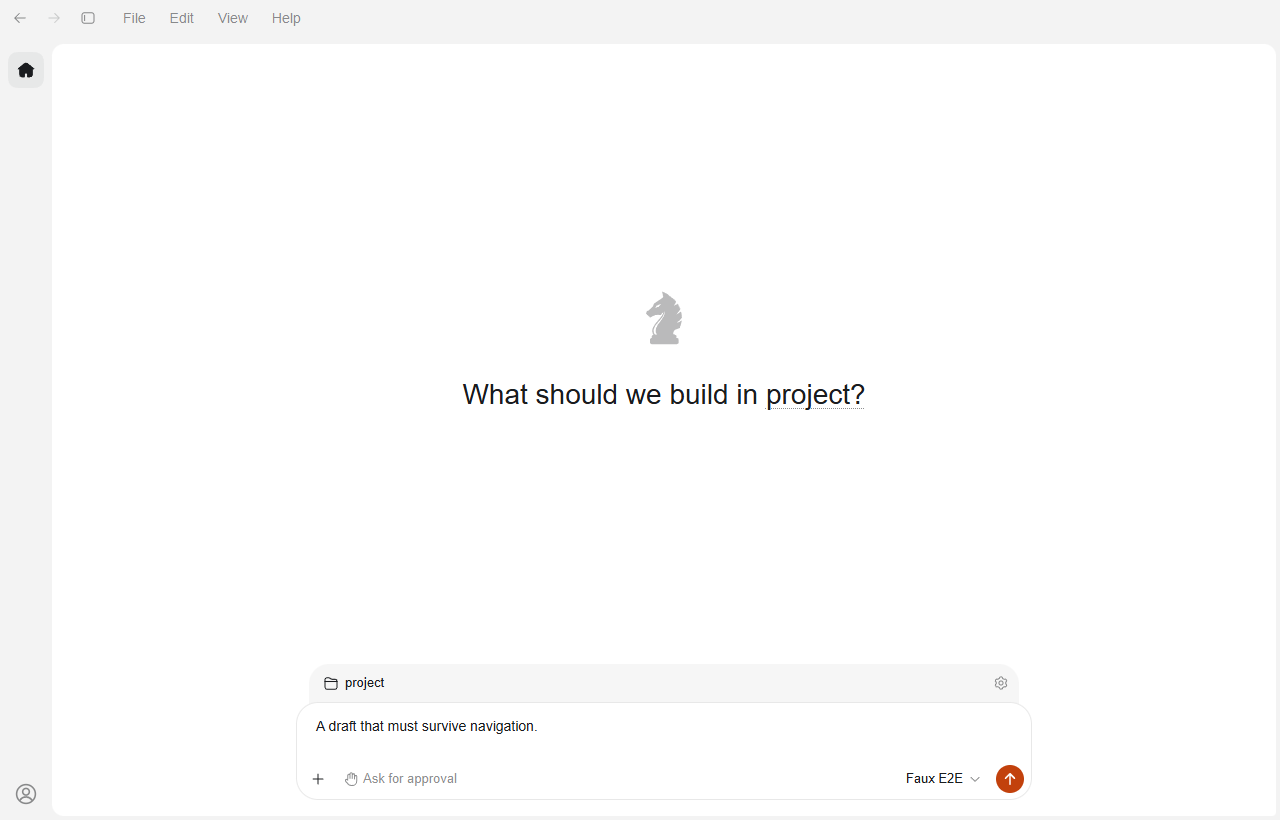 File Edit View Help
What should we build in project?
project
A draft that must survive navigation.
Ask for approval Faux E2E